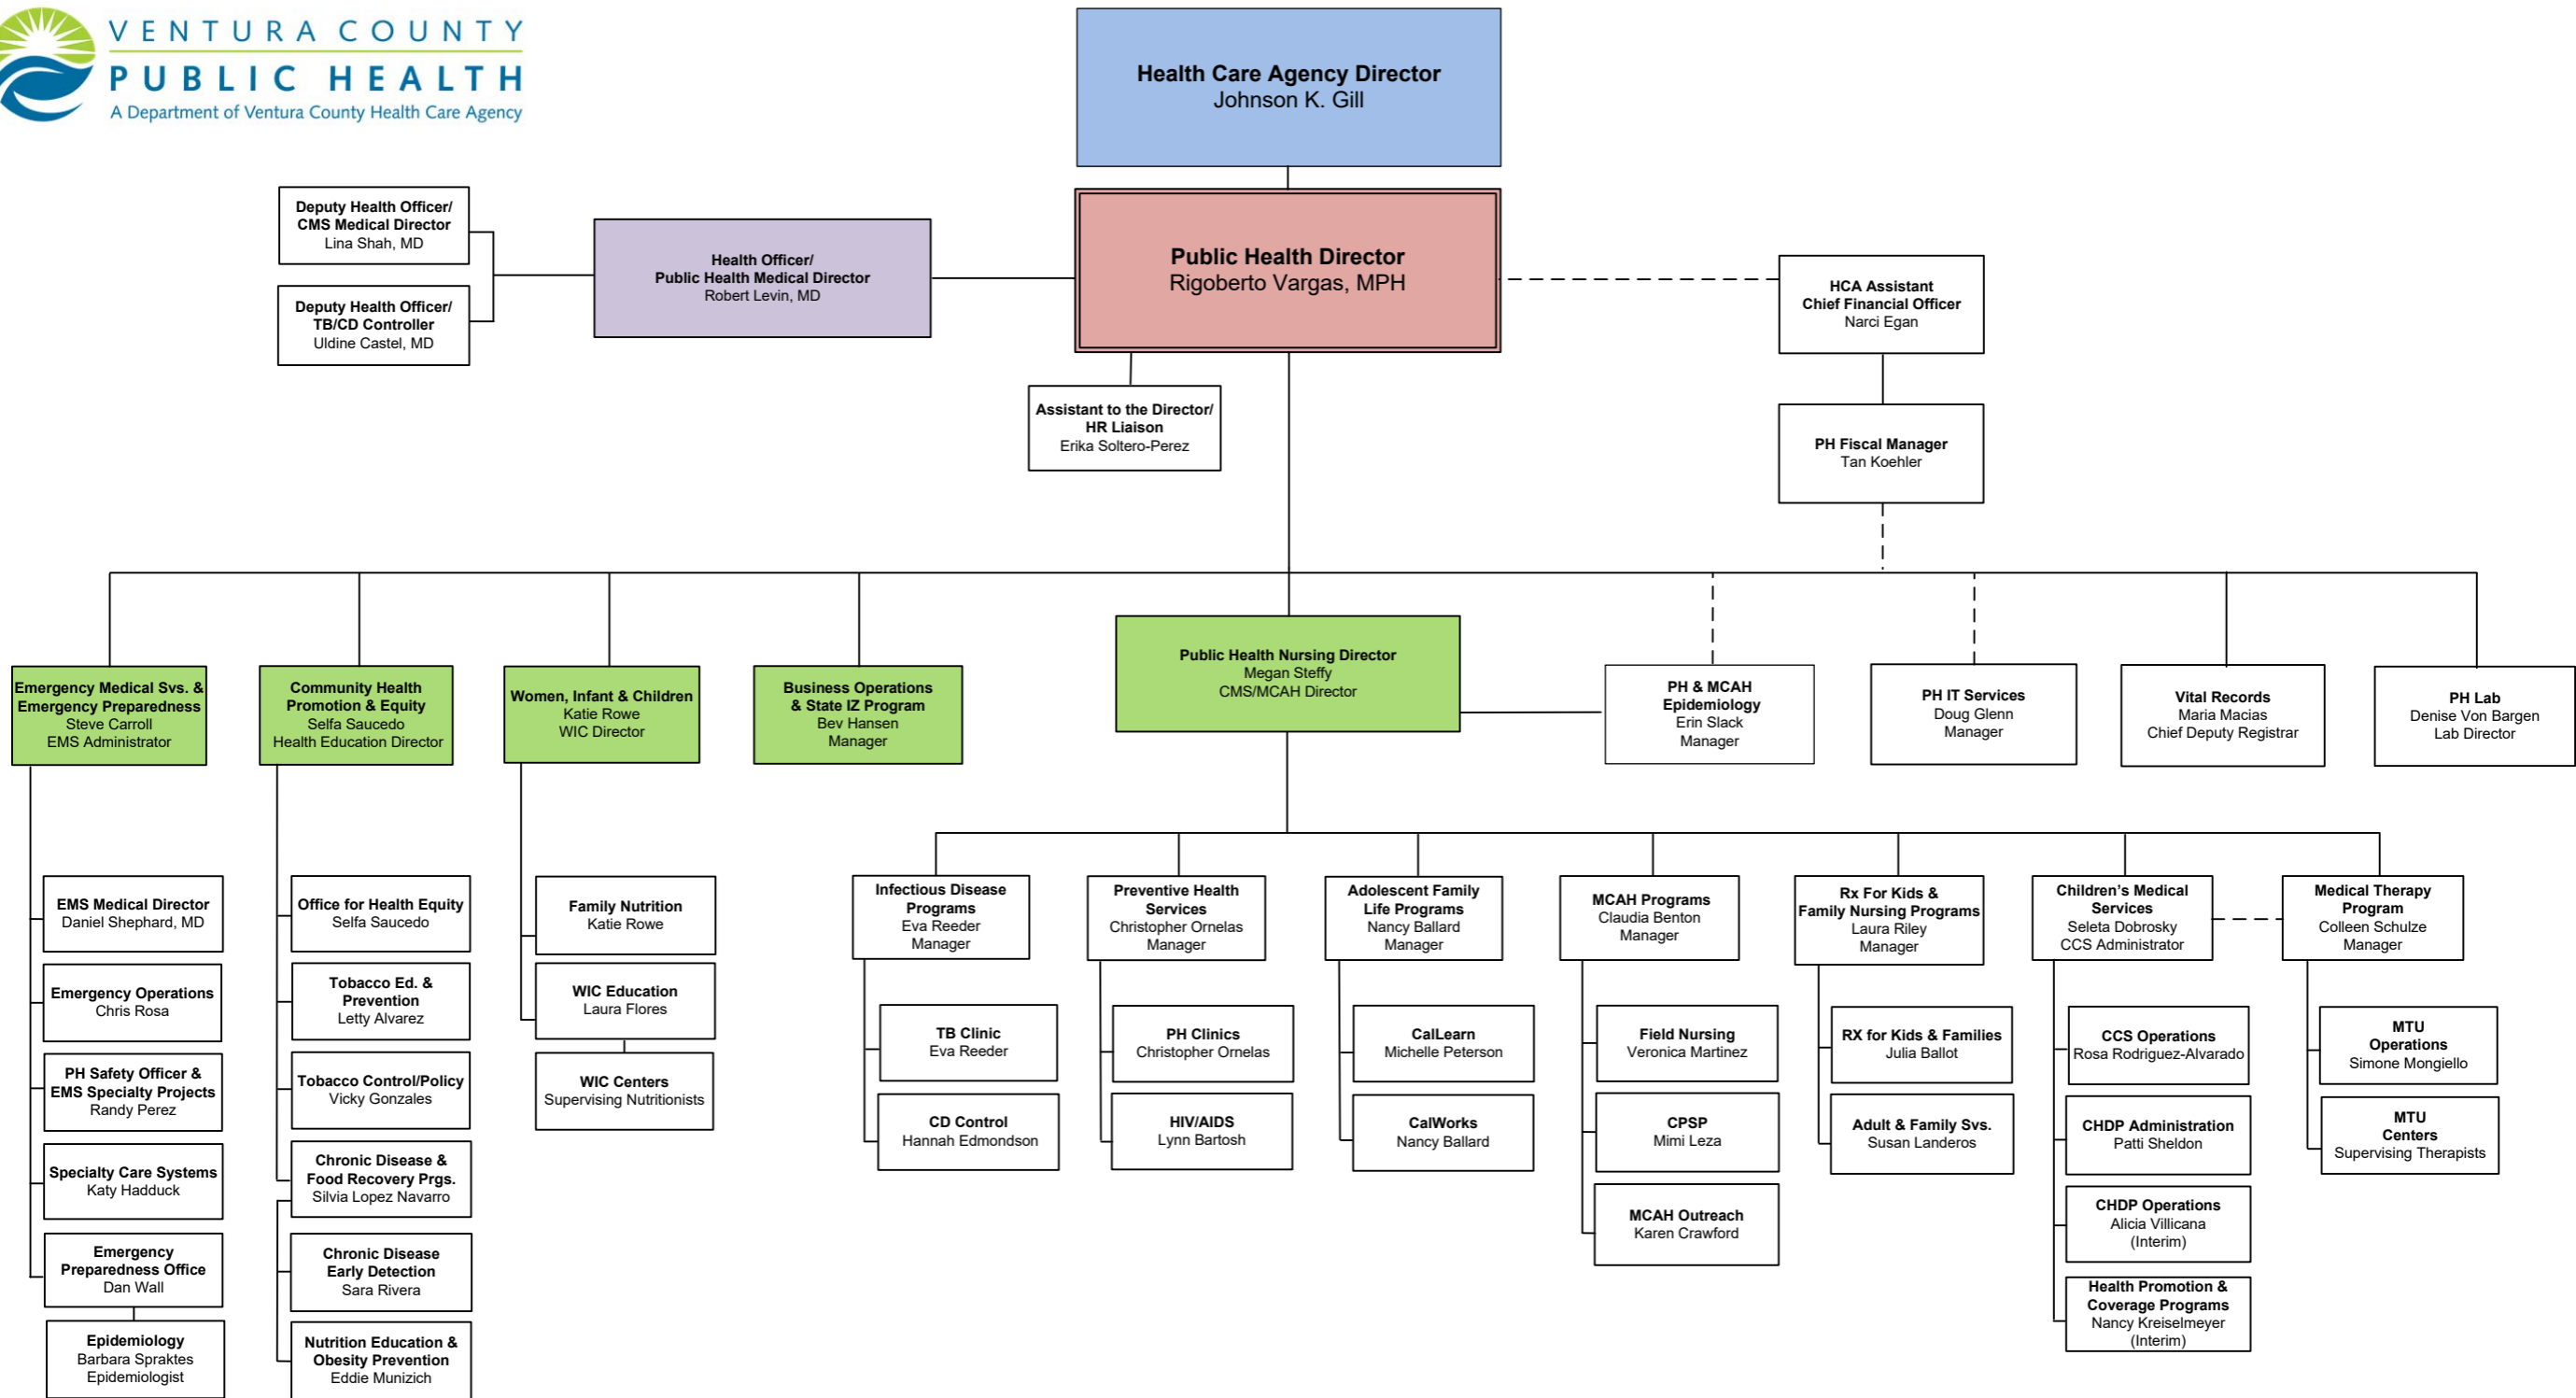 VENTURA COUNTY
PUBLIC HEALTH
A Department of Ventura County Health Care Agency
Health Care Agency Director
Johnson K. Gill
Public Health Director
Rigoberto Vargas, MPH
Deputy Health Officer/
CMS Medical Director
Lina Shah, MD
Deputy Health Officer/
TB/CD Controller
Uldine Castel, MD
Health Officer/
Public Health Medical Director
Robert Levin, MD
HCA Assistant
Chief Financial Officer
Narci Egan
Assistant to the Director/
HR Liaison
Erika Soltero-Perez
PH Fiscal Manager
Tan Koehler
Emergency Medical Svs. &
Emergency Preparedness
Steve Carroll
EMS Administrator
Community Health
Promotion & Equity
Selfa Saucedo
Health Education Director
Women, Infant & Children
Katie Rowe
WIC Director
Business Operations
& State IZ Program
Bev Hansen
Manager
Public Health Nursing Director
Megan Steffy
CMS/MCAH Director
PH & MCAH
Epidemiology
Erin Slack
Manager
PH IT Services
Doug Glenn
Manager
Vital Records
Maria Macias
Chief Deputy Registrar
PH Lab
Denise Von Bargen
Lab Director
EMS Medical Director
Daniel Shephard, MD
Emergency Operations
Chris Rosa
PH Safety Officer &
EMS Specialty Projects
Randy Perez
Specialty Care Systems
Katy Hadduck
Emergency
Preparedness Office
Dan Wall
Epidemiology
Barbara Spraktes
Epidemiologist
Office for Health Equity
Selfa Saucedo
Tobacco Ed. &
Prevention
Letty Alvarez
Tobacco Control/Policy
Vicky Gonzales
Chronic Disease &
Food Recovery Prgs.
Silvia Lopez Navarro
Chronic Disease
Early Detection
Sara Rivera
Nutrition Education &
Obesity Prevention
Eddie Munizich
Family Nutrition
Katie Rowe
WIC Education
Laura Flores
WIC Centers
Supervising Nutritionists
Infectious Disease
Programs
Eva Reeder
Manager
TB Clinic
Eva Reeder
CD Control
Hannah Edmondson
Preventive Health
Services
Christopher Ornelas
Manager
PH Clinics
Christopher Ornelas
HIV/AIDS
Lynn Bartosh
Adolescent Family
Life Programs
Nancy Ballard
Manager
CalLearn
Michelle Peterson
CalWorks
Nancy Ballard
MCAH Programs
Claudia Benton
Manager
Field Nursing
Veronica Martinez
CPSP
Mimi Leza
MCAH Outreach
Karen Crawford
Rx For Kids &
Family Nursing Programs
Laura Riley
Manager
RX for Kids & Families
Julia Ballot
Adult & Family Svs.
Susan Landeros
Children’s Medical
Services
Seleta Dobrosky
CCS Administrator
CCS Operations
Rosa Rodriguez-Alvarado
CHDP Administration
Patti Sheldon
CHDP Operations
Alicia Villicana
(Interim)
Health Promotion &
Coverage Programs
Nancy Kreiselmeyer
(Interim)
Medical Therapy
Program
Colleen Schulze
Manager
MTU
Operations
Simone Mongiello
MTU
Centers
Supervising Therapists